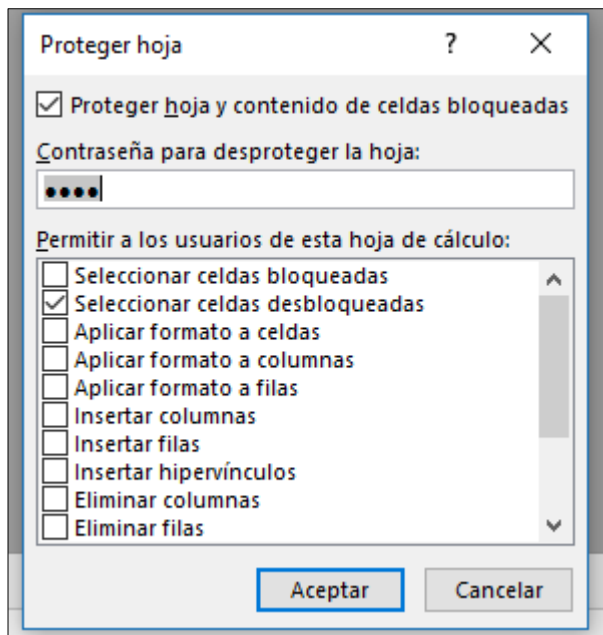 Proteger hoja ?
Proteger hoja y contenido de celdas bloqueadas
Contraseña para desproteger la hoja:
••••
Permitir a los usuarios de esta hoja de cálculo:
Seleccionar celdas bloqueadas
Seleccionar celdas desbloqueadas
Aplicar formato a celdas
Aplicar formato a columnas
Aplicar formato a filas
Insertar columnas
Insertar filas
Insertar hipervínculos
Eliminar columnas
Eliminar filas
Aceptar Cancelar